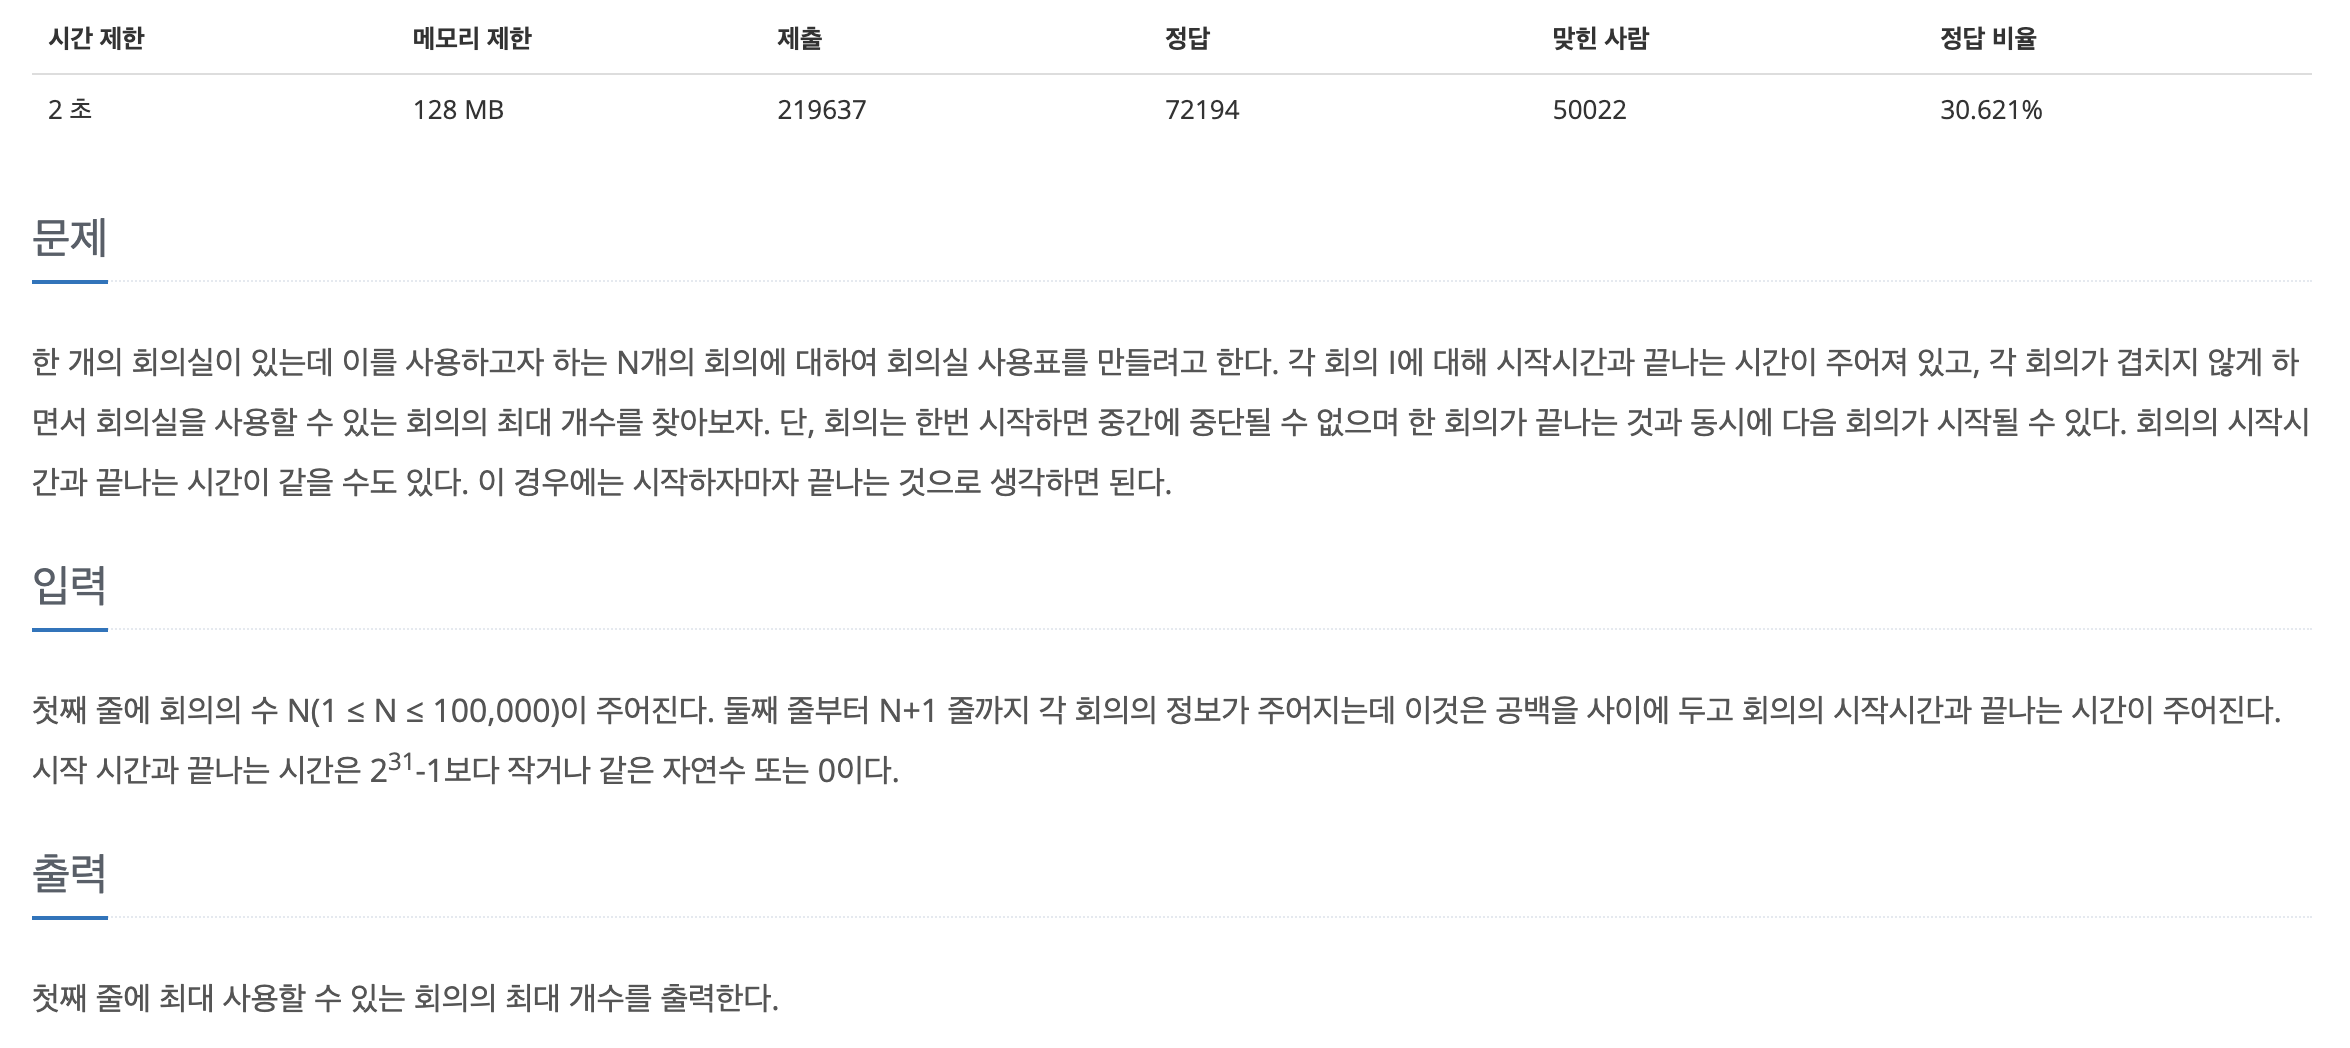 시간 제한 메모리 제한 제출 정답 맞힌 사람 정답 비율
2 초 128 MB 219637 72194 50022 30.621%
문제
한 개의 회의실이 있는데 이를 사용하고자 하는 N개의 회의에 대하여 회의실 사용표를 만들려고 한다. 각 회의 I에 대해 시작시간과 끝나는 시간이 주어져 있고, 각 회의가 겹치지 않게 하
면서 회의실을 사용할 수 있는 회의의 최대 개수를 찾아보자. 단, 회의는 한번 시작하면 중간에 중단될 수 없으며 한 회의가 끝나는 것과 동시에 다음 회의가 시작될 수 있다. 회의의 시작시
간과 끝나는 시간이 같을 수도 있다. 이 경우에는 시작하자마자 끝나는 것으로 생각하면 된다.
입력
첫째 줄에 회의의 수 N(1 ≤ N ≤ 100,000)이 주어진다. 둘째 줄부터 N+1 줄까지 각 회의의 정보가 주어지는데 이것은 공백을 사이에 두고 회의의 시작시간과 끝나는 시간이 주어진다.
시작 시간과 끝나는 시간은 2³¹-1보다 작거나 같은 자연수 또는 0이다.
출력
첫째 줄에 최대 사용할 수 있는 회의의 최대 개수를 출력한다.